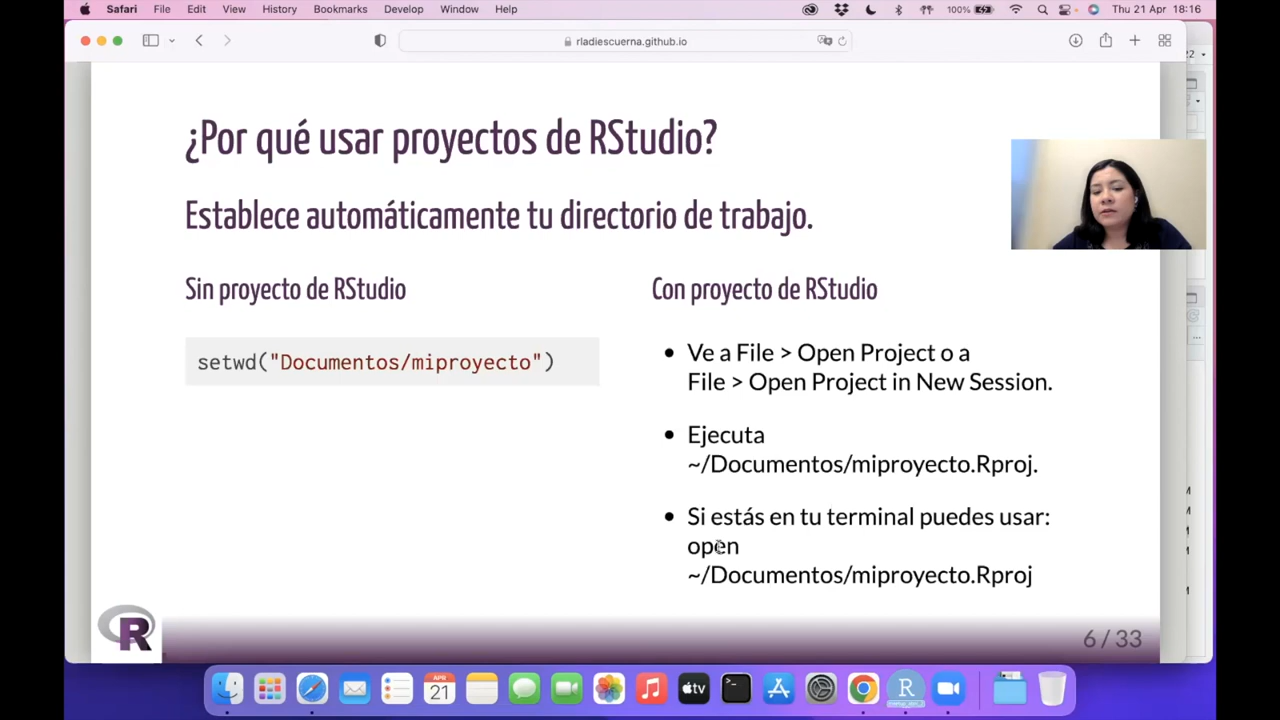 Safari File Edit View History Bookmarks Develop Window Help 100% Thu 21 Apr 18:16
rladiescuerna.github.io
22
¿Por qué usar proyectos de RStudio?
Establece automáticamente tu directorio de trabajo.
Sin proyecto de RStudio
setwd("Documentos/miproyecto")
Con proyecto de RStudio
• Ve a File > Open Project o a
File > Open Project in New Session.
• Ejecuta
~/Documentos/miproyecto.Rproj.
• Si estás en tu terminal puedes usar:
open
~/Documentos/miproyecto.Rproj
R
6 / 33
M
M
M
M
M
APR
21
tv
R